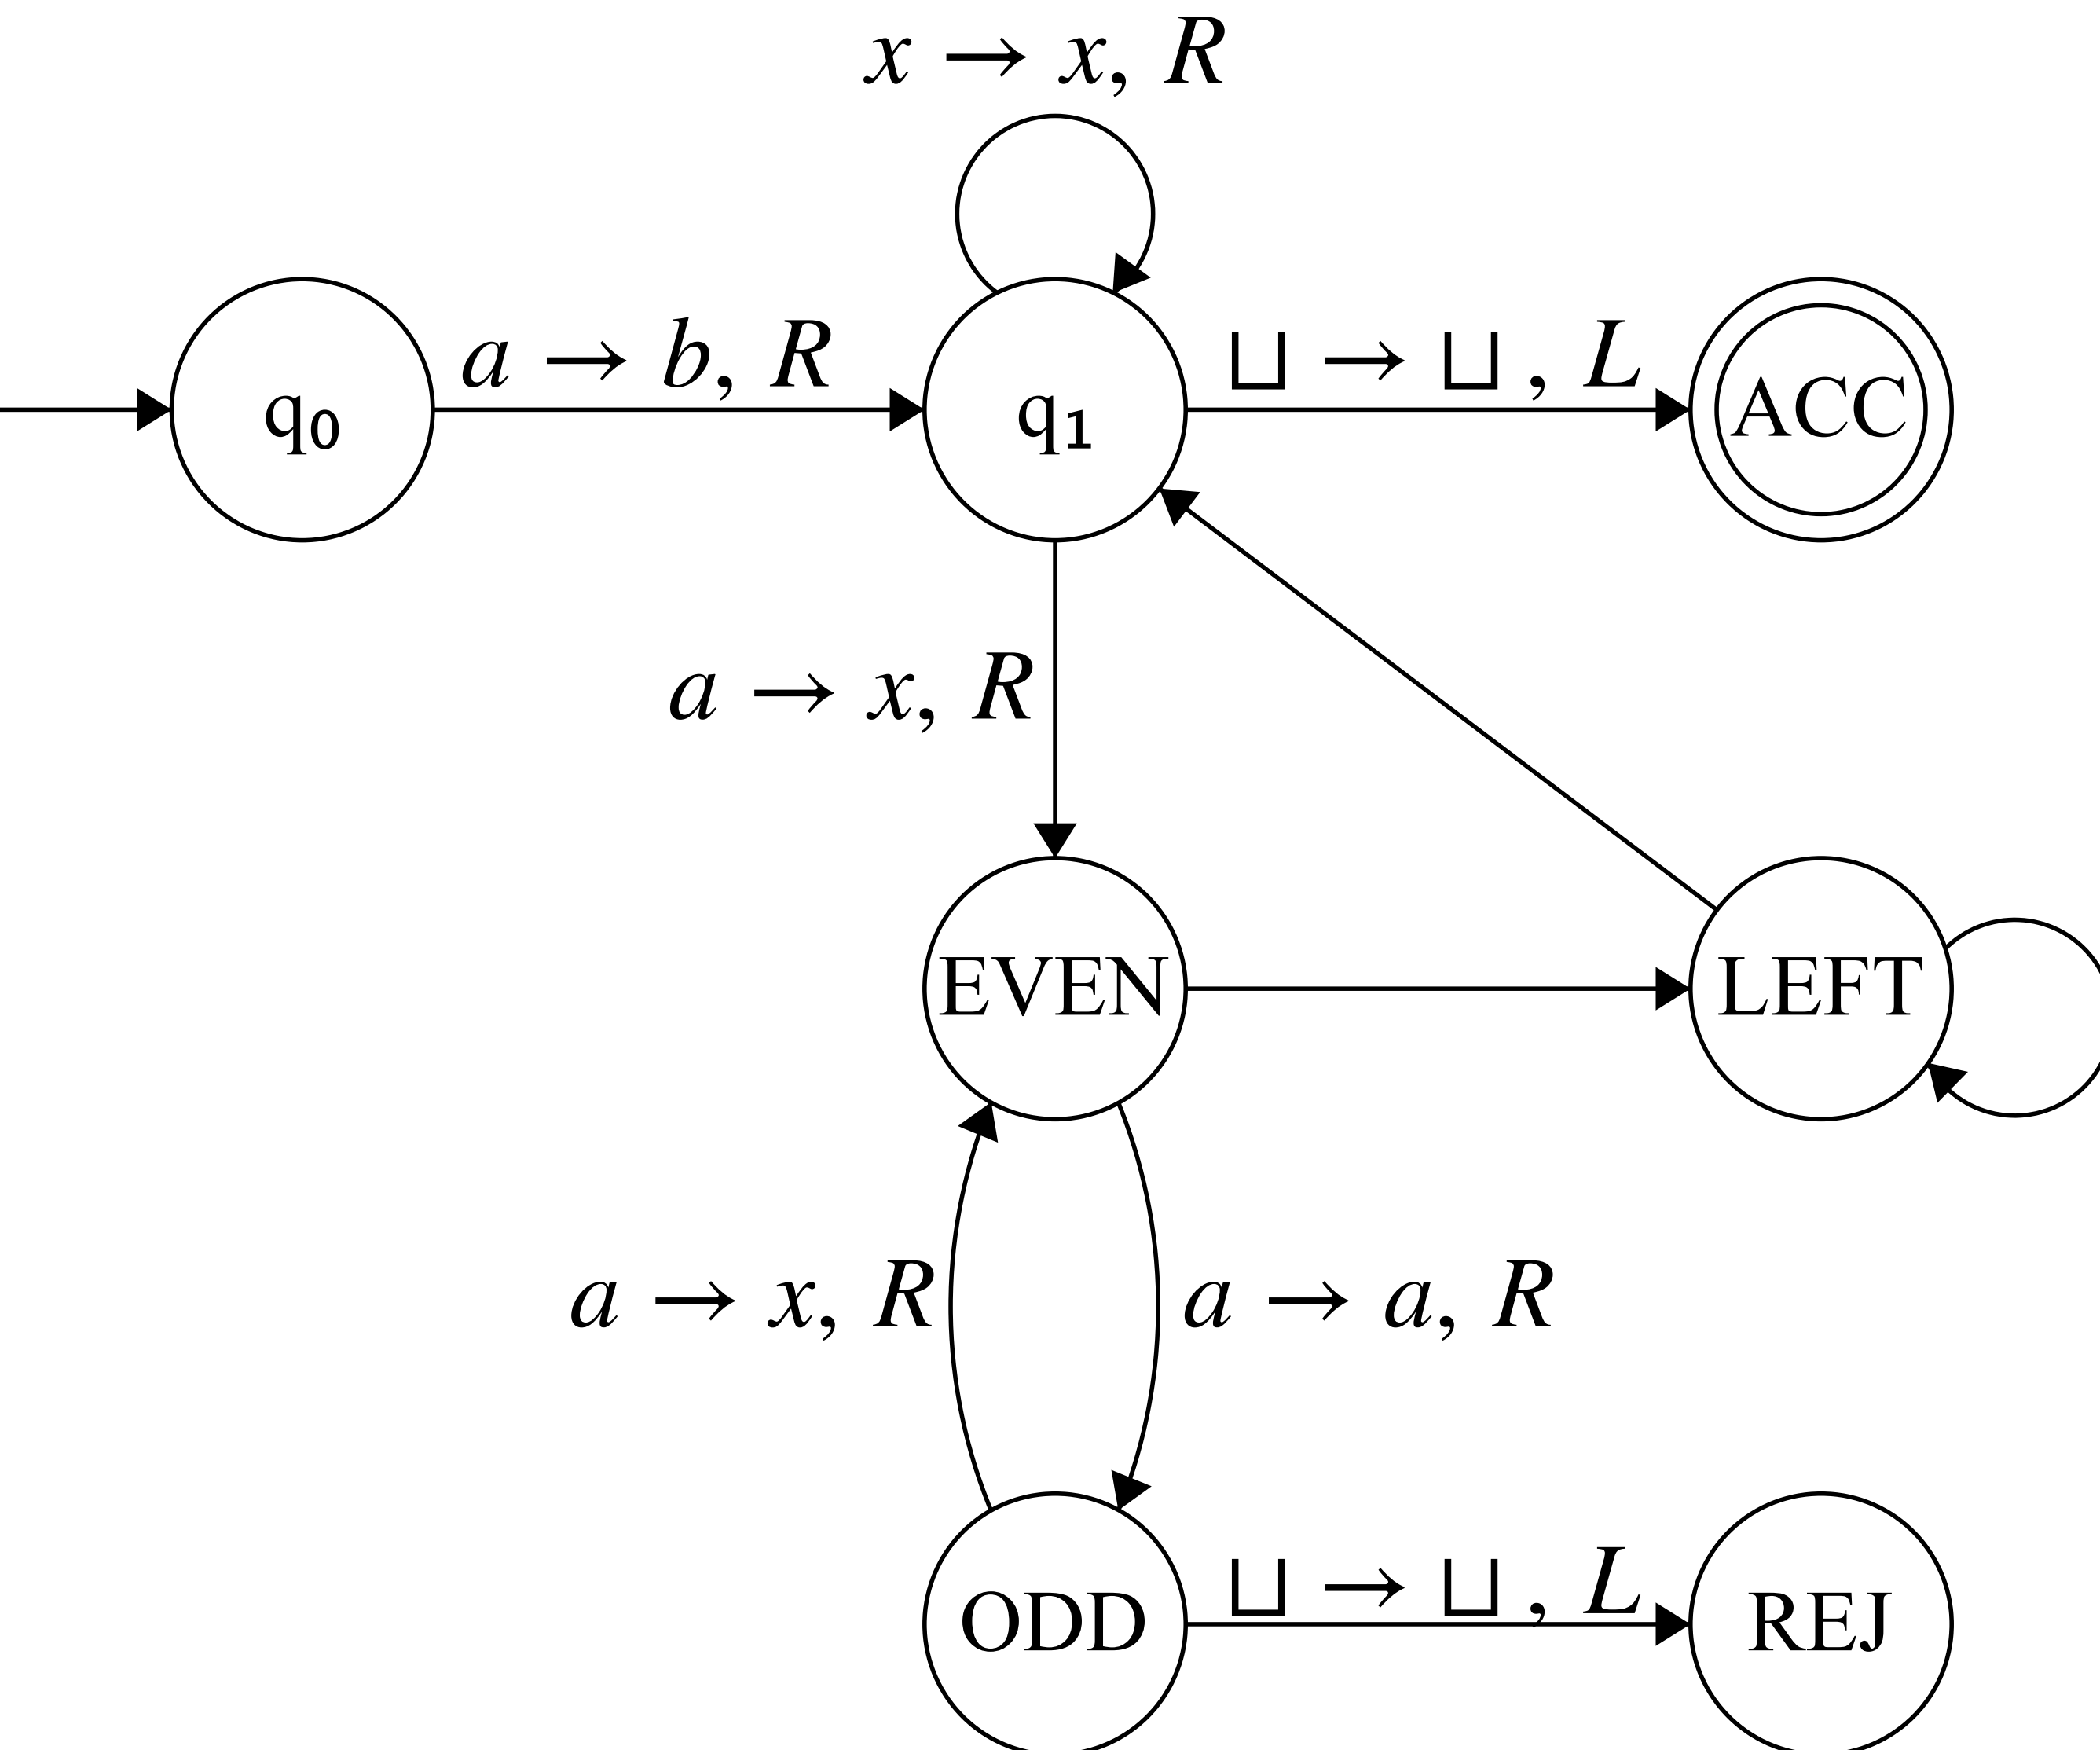 x → x, R
a → b, R
⊔ → ⊔, L
q₀
q₁
ACC
a → x, R
EVEN
LEFT
a → x, R
a → a, R
⊔ → ⊔, L
ODD
REJ